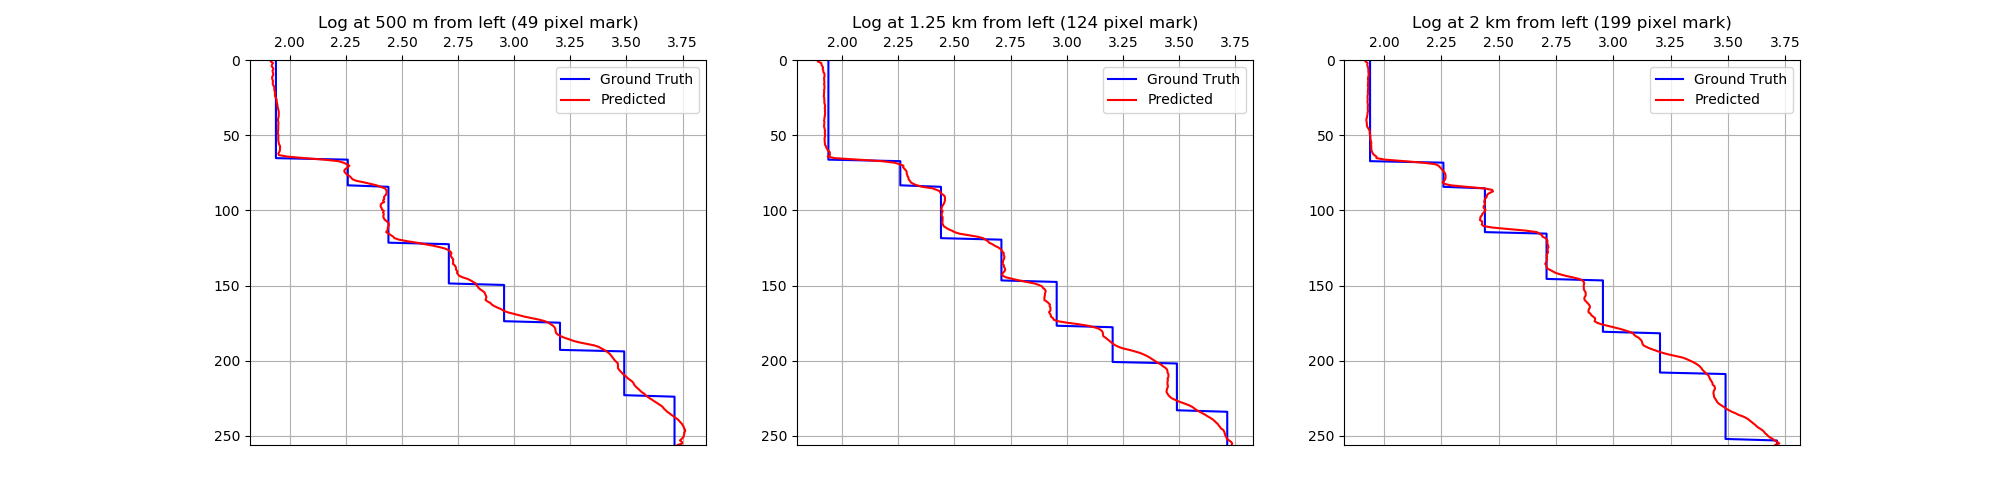 Log at 500 m from left (49 pixel mark)
2.00 2.25 2.50 2.75 3.00 3.25 3.50 3.75
0
50
100
150
200
250
Ground Truth
Predicted
Log at 1.25 km from left (124 pixel mark)
2.00 2.25 2.50 2.75 3.00 3.25 3.50 3.75
0
50
100
150
200
250
Ground Truth
Predicted
Log at 2 km from left (199 pixel mark)
2.00 2.25 2.50 2.75 3.00 3.25 3.50 3.75
0
50
100
150
200
250
Ground Truth
Predicted